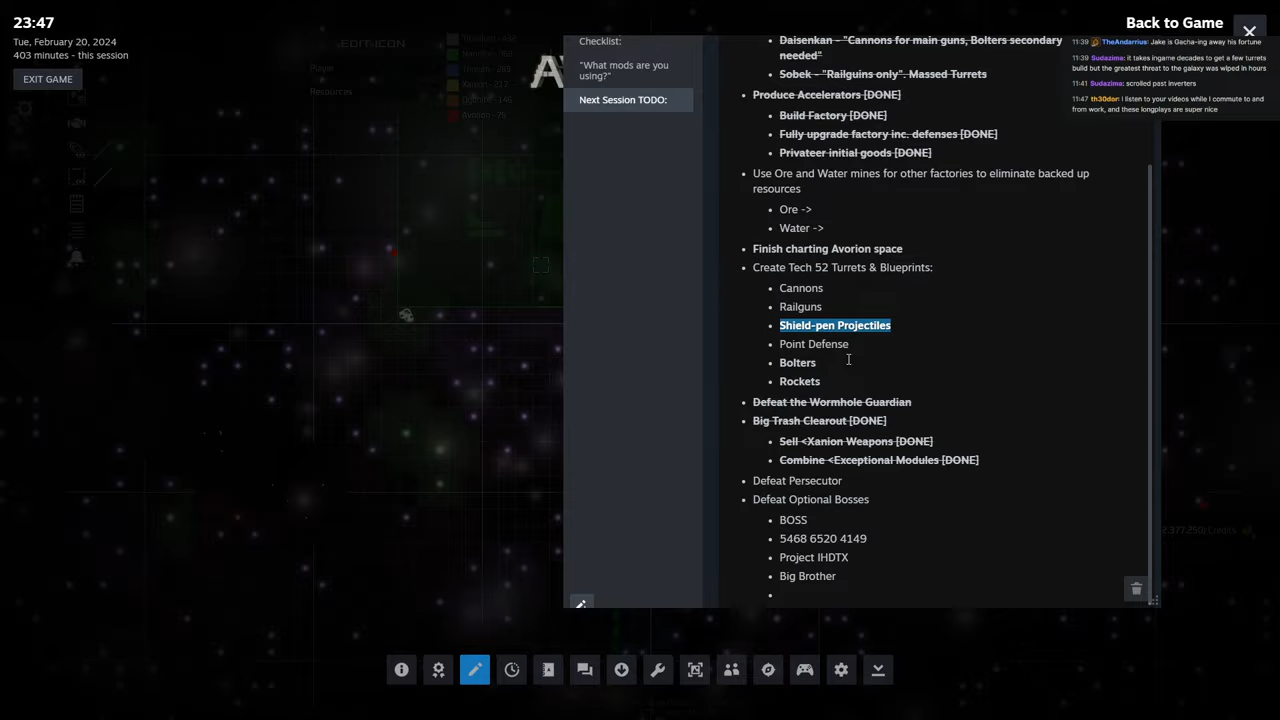 23:47
Tue, February 20, 2024
403 minutes - this session
EXIT GAME
Back to Game
Player
Resources
Checklist:
"What mods are you
using?"
Next Session TODO:
Daisenkan - "Cannons for main guns, Bolters secondary
needed"
Sobek - "Railguins only". Massed Turrets
Produce Accelerators [DONE]
Build Factory [DONE]
Fully upgrade factory inc. defenses [DONE]
Privateer initial goods [DONE]
Use Ore and Water mines for other factories to eliminate backed up
resources
Ore ->
Water ->
Finish charting Avorion space
Create Tech 52 Turrets & Blueprints:
Cannons
Railguns
Shield-pen Projectiles
Point Defense
Bolters
Rockets
Defeat the Wormhole Guardian
Big Trash Clearout [DONE]
Sell <Xanion Weapons [DONE]
Combine <Exceptional Modules [DONE]
Defeat Persecutor
Defeat Optional Bosses
BOSS
5468 6520 4149
Project IHDTX
Big Brother
11:39 TheAndarrius: Jake is Gacha-ing away his fortune
11:39 Sudazima: it takes ingame decades to get a few turrets
build but the greatest threat to the galaxy was wiped in hours
11:41 Sudazima: scrolled past inverters
11:47 th30dor: I listen to your videos while I commute to and
from work, and these longplays are super nice